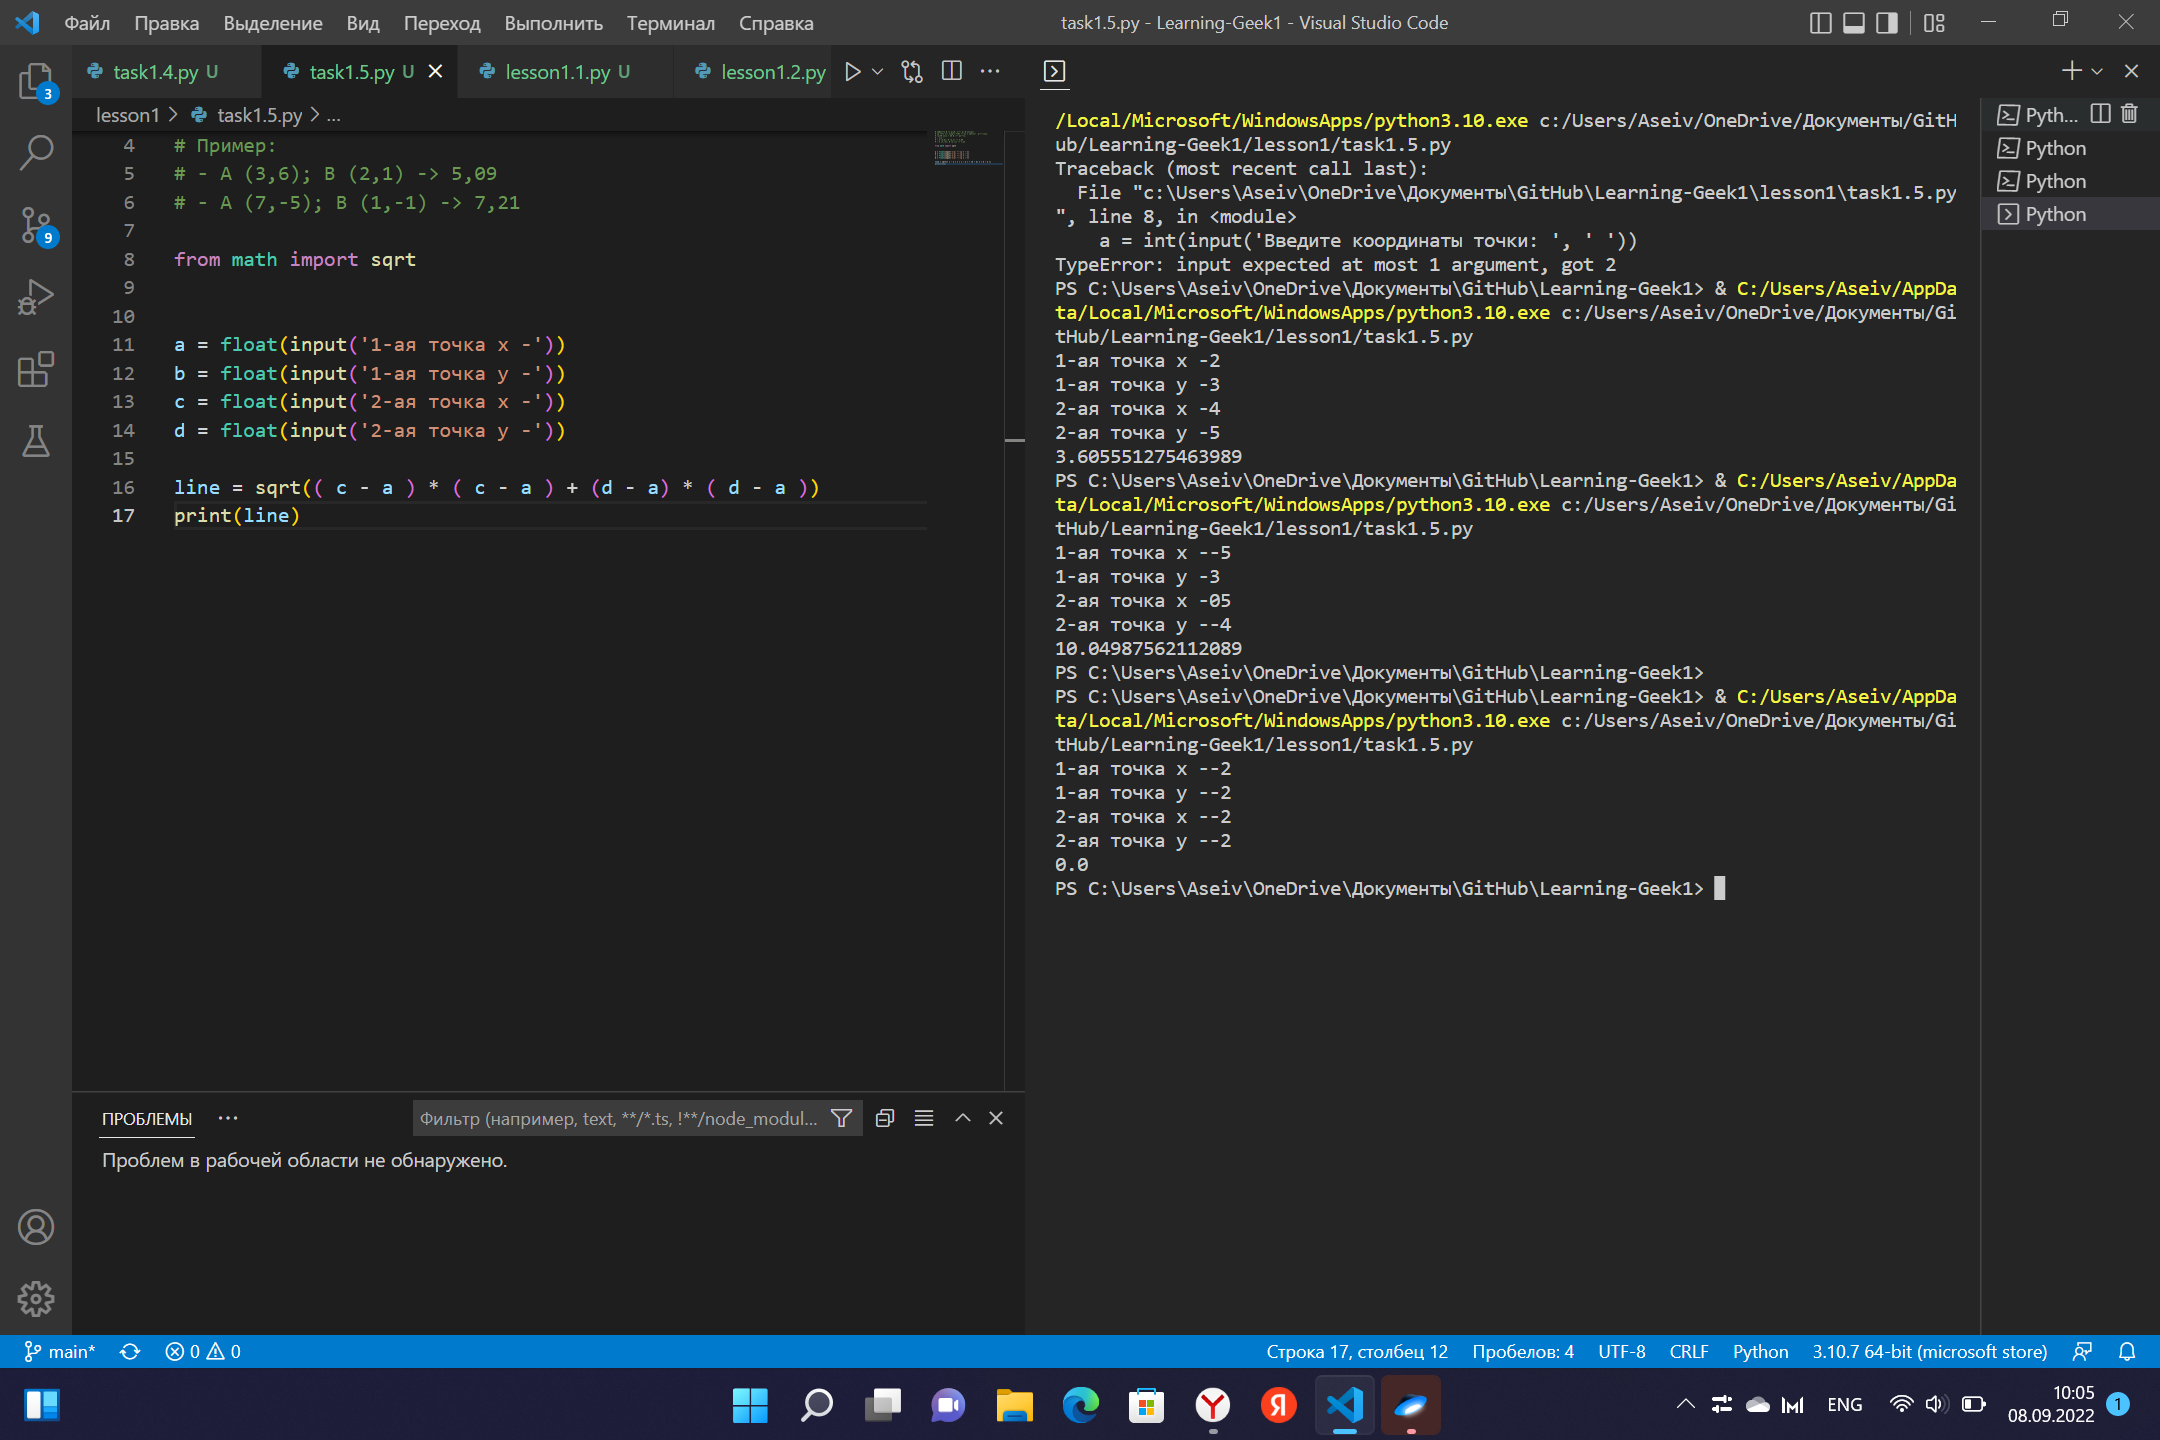 Файл Правка Выделение Вид Переход Выполнить Терминал Справка
task1.5.py - Learning-Geek1 - Visual Studio Code
task1.4.py U
task1.5.py U
lesson1.1.py U
lesson1.2.py
lesson1 > task1.5.py > ...
3
9
4 # Пример:
5 # - A (3,6); B (2,1) -> 5,09
6 # - A (7,-5); B (1,-1) -> 7,21
7
8 from math import sqrt
9
10
11 a = float(input('1-ая точка x -'))
12 b = float(input('1-ая точка y -'))
13 c = float(input('2-ая точка x -'))
14 d = float(input('2-ая точка y -'))
15
16 line = sqrt(( c - a ) * ( c - a ) + (d - a) * ( d - a ))
17 print(line)
ПРОБЛЕМЫ
Фильтр (например, text, **/*.ts, !**/node_modul...
Проблем в рабочей области не обнаружено.
/Local/Microsoft/WindowsApps/python3.10.exe c:/Users/Aseiv/OneDrive/Документы/GitH
ub/Learning-Geek1/lesson1/task1.5.py
Traceback (most recent call last):
File "c:\Users\Aseiv\OneDrive\Документы\GitHub\Learning-Geek1\lesson1\task1.5.py
", line 8, in <module>
a = int(input('Введите координаты точки: ', ' '))
TypeError: input expected at most 1 argument, got 2
PS C:\Users\Aseiv\OneDrive\Документы\GitHub\Learning-Geek1> & C:/Users/Aseiv/AppDa
ta/Local/Microsoft/WindowsApps/python3.10.exe c:/Users/Aseiv/OneDrive/Документы/Gi
tHub/Learning-Geek1/lesson1/task1.5.py
1-ая точка x -2
1-ая точка y -3
2-ая точка x -4
2-ая точка y -5
3.605551275463989
PS C:\Users\Aseiv\OneDrive\Документы\GitHub\Learning-Geek1> & C:/Users/Aseiv/AppDa
ta/Local/Microsoft/WindowsApps/python3.10.exe c:/Users/Aseiv/OneDrive/Документы/Gi
tHub/Learning-Geek1/lesson1/task1.5.py
1-ая точка x --5
1-ая точка y -3
2-ая точка x -05
2-ая точка y --4
10.04987562112089
PS C:\Users\Aseiv\OneDrive\Документы\GitHub\Learning-Geek1>
PS C:\Users\Aseiv\OneDrive\Документы\GitHub\Learning-Geek1> & C:/Users/Aseiv/AppDa
ta/Local/Microsoft/WindowsApps/python3.10.exe c:/Users/Aseiv/OneDrive/Документы/Gi
tHub/Learning-Geek1/lesson1/task1.5.py
1-ая точка x --2
1-ая точка y --2
2-ая точка x --2
2-ая точка y --2
0.0
PS C:\Users\Aseiv\OneDrive\Документы\GitHub\Learning-Geek1>
Pyth...
Python
Python
Python
main* 0 0
Строка 17, столбец 12 Пробелов: 4 UTF-8 CRLF Python 3.10.7 64-bit (microsoft store)
ENG
10:05
08.09.2022
1